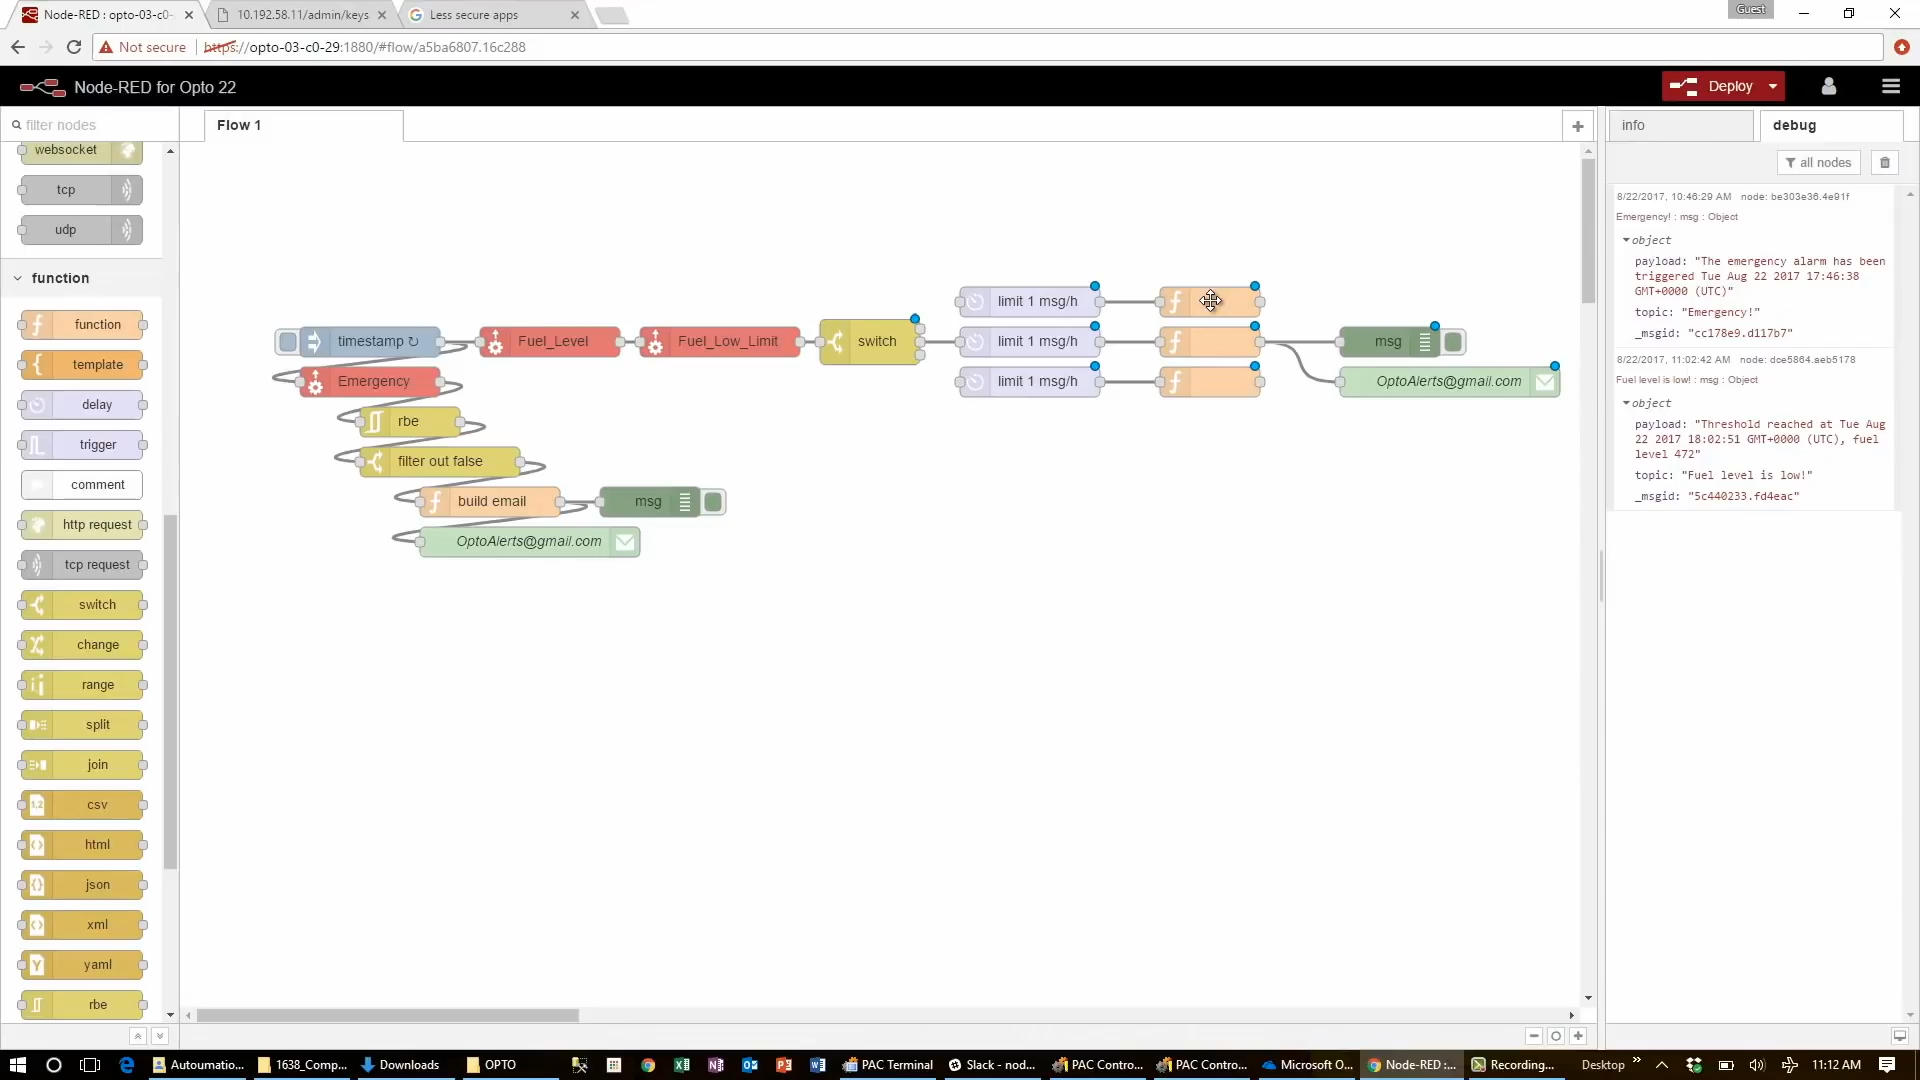 Node-RED : opto-03-c0-
10.192.58.11/admin/keys
Less secure apps
Guest
Not secure
https://opto-03-c0-29:1880/#flow/a5ba6807.16c288
Node-RED for Opto 22
Deploy
filter nodes
Flow 1
info
debug
all nodes
websocket
tcp
udp
function
function
template
delay
trigger
comment
http request
tcp request
switch
change
range
split
join
csv
html
json
xml
yaml
rbe
timestamp ↻
Fuel_Level
Fuel_Low_Limit
switch
limit 1 msg/h
limit 1 msg/h
limit 1 msg/h
msg
OptoAlerts@gmail.com
Emergency
rbe
filter out false
build email
msg
OptoAlerts@gmail.com
8/22/2017, 10:46:29 AM node: be303e36.4e91f
Emergency! : msg : Object
object
payload: "The emergency alarm has been
triggered Tue Aug 22 2017 17:46:38
GMT+0000 (UTC)"
topic: "Emergency!"
_msgid: "cc178e9.d117b7"
8/22/2017, 11:02:42 AM node: dce5864.aeb5178
Fuel level is low! : msg : Object
object
payload: "Threshold reached at Tue Aug
22 2017 18:02:51 GMT+0000 (UTC), fuel
level 472"
topic: "Fuel level is low!"
_msgid: "5c440233.fd4eac"
Autoumatio...
1638_Comp...
Downloads
OPTO
PAC Terminal
Slack - nod...
PAC Contro...
PAC Contro...
Microsoft O...
Node-RED :...
Recording...
Desktop
11:12 AM